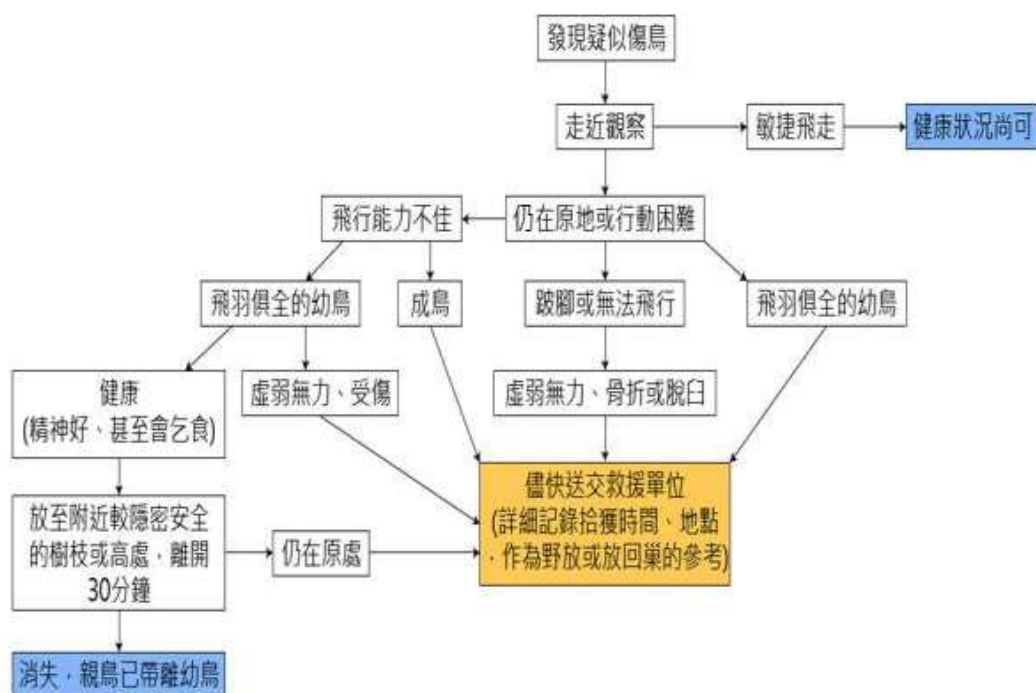 發現疑似傷鳥
走近觀察
敏捷飛走
健康狀況尚可
飛行能力不佳
仍在原地或行動困難
飛羽俱全的幼鳥
成鳥
跛腳或無法飛行
飛羽俱全的幼鳥
健康
(精神好、甚至會乞食)
虛弱無力、受傷
虛弱無力、骨折或脫臼
儘快送交救援單位
(詳細記錄拾獲時間、地點
，作為野放或放回巢的參考)
放至附近較隱密安全
的樹枝或高處，離開
30分鐘
仍在原處
消失，親鳥已帶離幼鳥